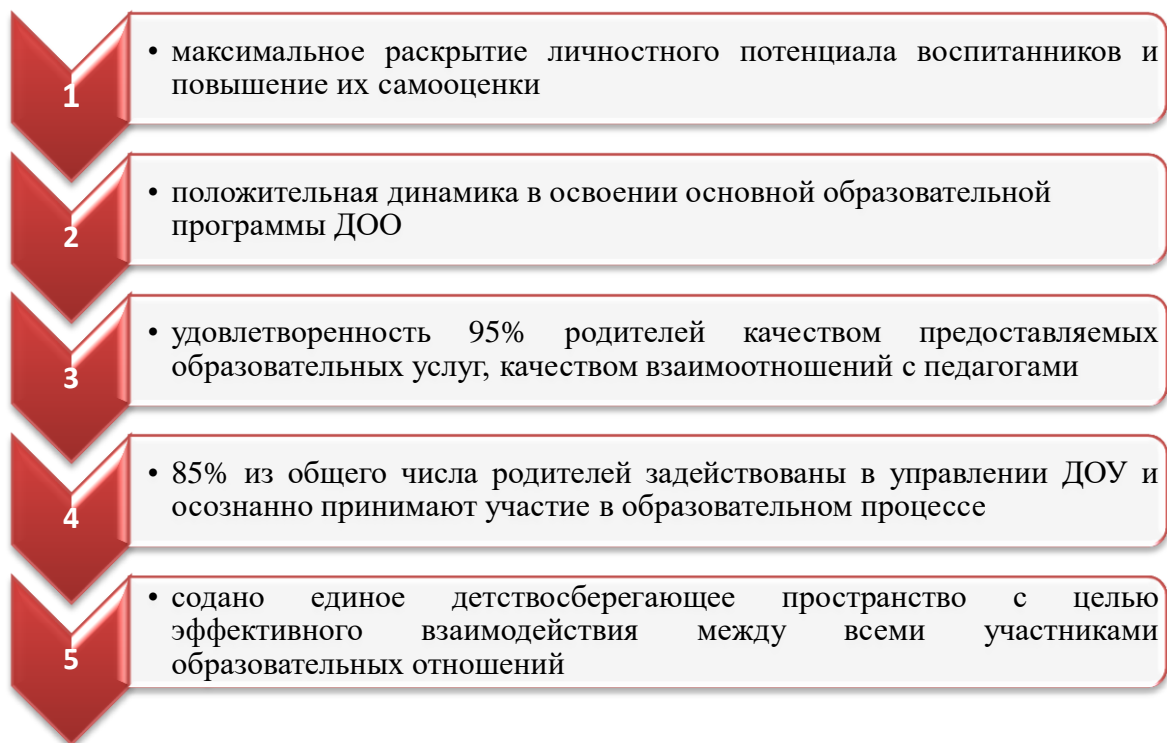 1
• максимальное раскрытие личностного потенциала воспитанников и
повышение их самооценки
2
• положительная динамика в освоении основной образовательной
программы ДОО
3
• удовлетворенность 95% родителей качеством предоставляемых
образовательных услуг, качеством взаимоотношений с педагогами
4
• 85% из общего числа родителей задействованы в управлении ДОУ и
осознанно принимают участие в образовательном процессе
5
• содано единое детствосберегающее пространство с целью
эффективного взаимодействия между всеми участниками
образовательных отношений